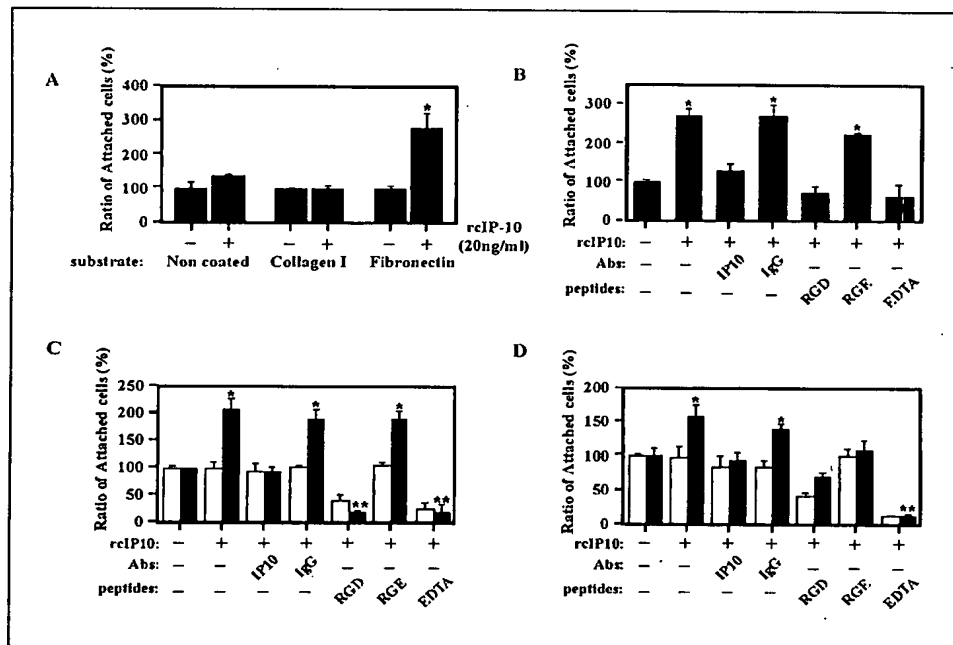 A
Ratio of Attached cells (%)
400
300
200
100
0
− + − + − +
rcIP-10
(20ng/ml)
substrate: Non coated Collagen I Fibronectin
*
B
Ratio of Attached cells (%)
300
200
100
0
* * *
rcIP10: − + + + + + +
Abs: − − IP10 IgG − − −
peptides: − − − − RGD RGE EDTA
C
Ratio of Attached cells (%)
250
200
150
100
50
0
* * ** * **
rcIP10: − + + + + + +
Abs: − − IP10 IgG − − −
peptides: − − − − RGD RGE EDTA
D
Ratio of Attached cells (%)
200
150
100
50
0
* * **
rcIP10: − + + + + + +
Abs: − − IP10 IgG − − −
peptides: − − − − RGD RGE EDTA